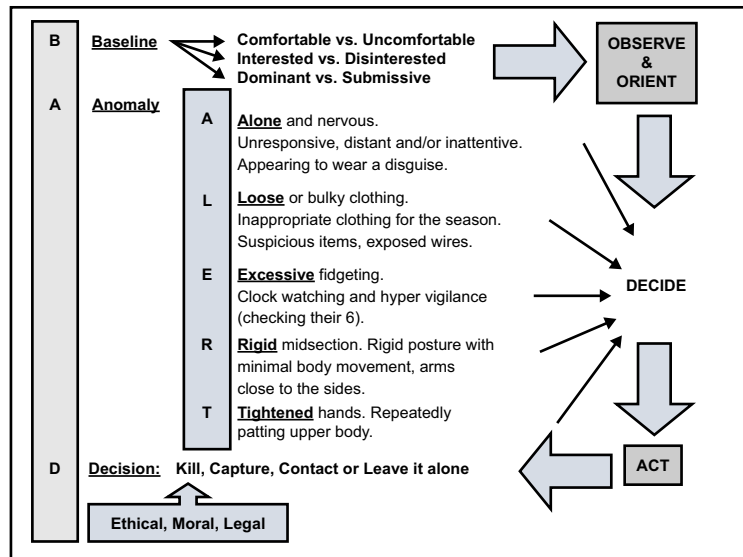 B Baseline Comfortable vs. Uncomfortable
Interested vs. Disinterested
Dominant vs. Submissive
OBSERVE
&
ORIENT
A Anomaly
A Alone and nervous.
Unresponsive, distant and/or inattentive.
Appearing to wear a disguise.
L Loose or bulky clothing.
Inappropriate clothing for the season.
Suspicious items, exposed wires.
E Excessive fidgeting.
Clock watching and hyper vigilance
(checking their 6).
DECIDE
R Rigid midsection. Rigid posture with
minimal body movement, arms
close to the sides.
T Tightened hands. Repeatedly
patting upper body.
D Decision: Kill, Capture, Contact or Leave it alone
ACT
Ethical, Moral, Legal